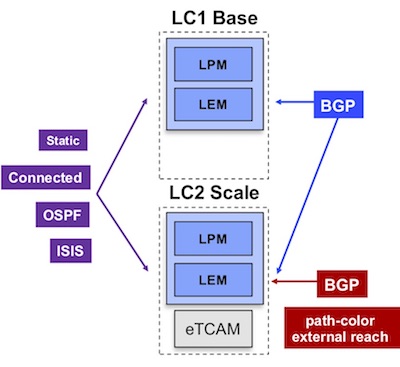 LC1 Base
LPM
LEM
BGP
Static
Connected
OSPF
ISIS
LC2 Scale
LPM
LEM
eTCAM
BGP
path-color
external reach